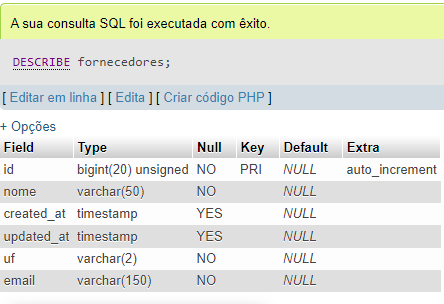 A sua consulta SQL foi executada com êxito.
DESCRIBE fornecedores;
[ Editar em linha ] [ Edita ] [ Criar código PHP ]
+ Opções
Field Type Null Key Default Extra
id bigint(20) unsigned NO PRI NULL auto_increment
nome varchar(50) NO NULL
created_at timestamp YES NULL
updated_at timestamp YES NULL
uf varchar(2) NO NULL
email varchar(150) NO NULL